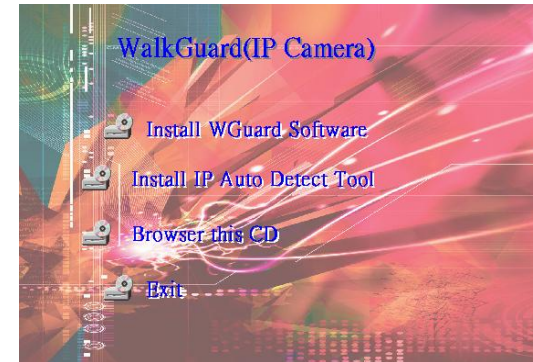 WalkGuard(IP Camera)
Install WGuard Software
Install IP Auto Detect Tool
Browser this CD
Exit